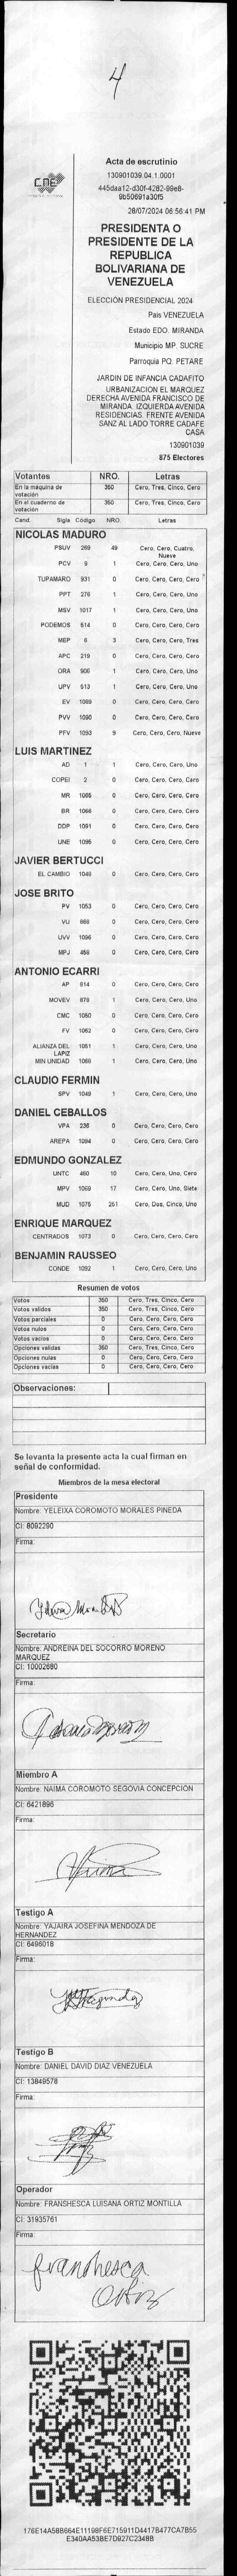 4
CNE
Acta de escrutinio
130901039.04.1.0001
445daa12-d30f-4282-99e8-
9b50691a30f5
28/07/2024 06:56:41 PM
PRESIDENTA O
PRESIDENTE DE LA
REPUBLICA
BOLIVARIANA DE
VENEZUELA
ELECCIÓN PRESIDENCIAL 2024
Pais VENEZUELA
Estado EDO. MIRANDA
Municipio MP. SUCRE
Parroquia PQ. PETARE
JARDIN DE INFANCIA CADAFITO
URBANIZACION EL MARQUEZ
DERECHA AVENIDA FRANCISCO DE
MIRANDA. IZQUIERDA AVENIDA
RESIDENCIAS. FRENTE AVENIDA
SANZ AL LADO TORRE CADAFE
CASA
130901039
875 Electores
Votantes NRO. Letras
En la maquina de votación 350 Cero, Tres, Cinco, Cero
En el cuaderno de votación 350 Cero, Tres, Cinco, Cero
Cand. Sigla Código NRO. Letras
NICOLAS MADURO
PSUV 269 49 Cero, Cero, Cuatro, Nueve
PCV 9 1 Cero, Cero, Cero, Uno
TUPAMARO 931 0 Cero, Cero, Cero, Cero
PPT 276 1 Cero, Cero, Cero, Uno
MSV 1017 1 Cero, Cero, Cero, Uno
PODEMOS 514 0 Cero, Cero, Cero, Cero
MEP 6 3 Cero, Cero, Cero, Tres
APC 219 0 Cero, Cero, Cero, Cero
ORA 906 1 Cero, Cero, Cero, Uno
UPV 513 1 Cero, Cero, Cero, Uno
EV 1089 0 Cero, Cero, Cero, Cero
PVV 1090 0 Cero, Cero, Cero, Cero
PFV 1093 9 Cero, Cero, Cero, Nueve
LUIS MARTINEZ
AD 1 1 Cero, Cero, Cero, Uno
COPEI 2 0 Cero, Cero, Cero, Cero
MR 1065 0 Cero, Cero, Cero, Cero
BR 1066 0 Cero, Cero, Cero, Cero
DDP 1091 0 Cero, Cero, Cero, Cero
UNE 1095 0 Cero, Cero, Cero, Cero
JAVIER BERTUCCI
EL CAMBIO 1048 0 Cero, Cero, Cero, Cero
JOSE BRITO
PV 1053 0 Cero, Cero, Cero, Cero
VU 868 0 Cero, Cero, Cero, Cero
UVV 1096 0 Cero, Cero, Cero, Cero
MPJ 458 0 Cero, Cero, Cero, Cero
ANTONIO ECARRI
AP 814 0 Cero, Cero, Cero, Cero
MOVEV 879 1 Cero, Cero, Cero, Uno
CMC 1050 0 Cero, Cero, Cero, Cero
FV 1062 0 Cero, Cero, Cero, Cero
ALIANZA DEL LAPIZ 1051 1 Cero, Cero, Cero, Uno
MIN UNIDAD 1068 1 Cero, Cero, Cero, Uno
CLAUDIO FERMIN
SPV 1049 1 Cero, Cero, Cero, Uno
DANIEL CEBALLOS
VPA 236 0 Cero, Cero, Cero, Cero
AREPA 1094 0 Cero, Cero, Cero, Cero
EDMUNDO GONZALEZ
UNTC 460 10 Cero, Cero, Uno, Cero
MPV 1069 17 Cero, Cero, Uno, Siete
MUD 1075 251 Cero, Dos, Cinco, Uno
ENRIQUE MARQUEZ
CENTRADOS 1073 0 Cero, Cero, Cero, Cero
BENJAMIN RAUSSEO
CONDE 1092 1 Cero, Cero, Cero, Uno
Resumen de votos
Votos 350 Cero, Tres, Cinco, Cero
Votos validos 350 Cero, Tres, Cinco, Cero
Votos parciales 0 Cero, Cero, Cero, Cero
Votos nulos 0 Cero, Cero, Cero, Cero
Votos vacios 0 Cero, Cero, Cero, Cero
Opciones validas 350 Cero, Tres, Cinco, Cero
Opciones nulas 0 Cero, Cero, Cero, Cero
Opciones vacias 0 Cero, Cero, Cero, Cero
Observaciones:
Se levanta la presente acta la cual firman en
señal de conformidad.
Miembros de la mesa electoral
Presidente
Nombre: YELEIXA COROMOTO MORALES PINEDA
CI: 8092290
Firma:
Secretario
Nombre: ANDREINA DEL SOCORRO MORENO
MARQUEZ
CI: 10002680
Firma:
Miembro A
Nombre: NAIMA COROMOTO SEGOVIA CONCEPCION
CI: 6421896
Firma:
Testigo A
Nombre: YAJAIRA JOSEFINA MENDOZA DE
HERNANDEZ
CI: 6496018
Firma:
Testigo B
Nombre: DANIEL DAVID DIAZ VENEZUELA
CI: 13849578
Firma:
Operador
Nombre: FRANSHESCA LUISANA ORTIZ MONTILLA
CI: 31935761
Firma:
franshesca
Ortiz
176E14A58B664E11198F6E715911D4417B477CA7B55
E340AA53BE7D927C2348B